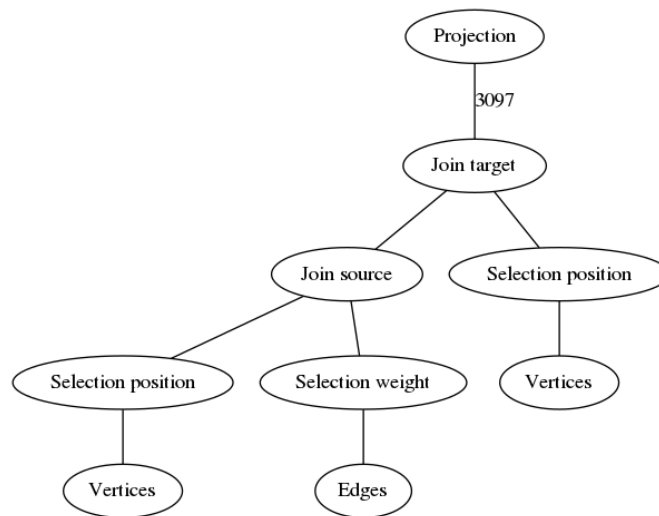 Projection
3097
Join target
Join source
Selection position
Selection position
Selection weight
Vertices
Vertices
Edges